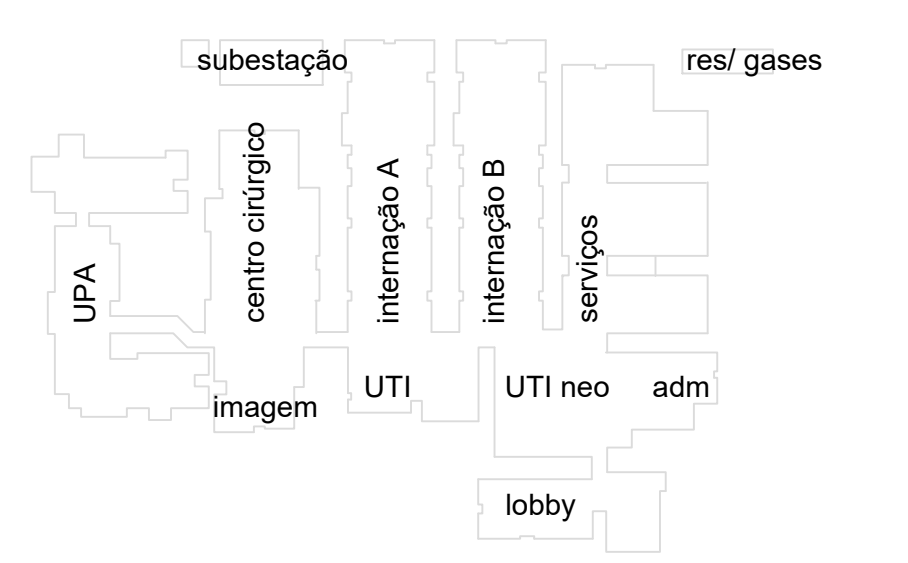 subestação
res/ gases
centro cirúrgico
internação A
internação B
serviços
UPA
UTI
UTI neo
adm
imagem
lobby